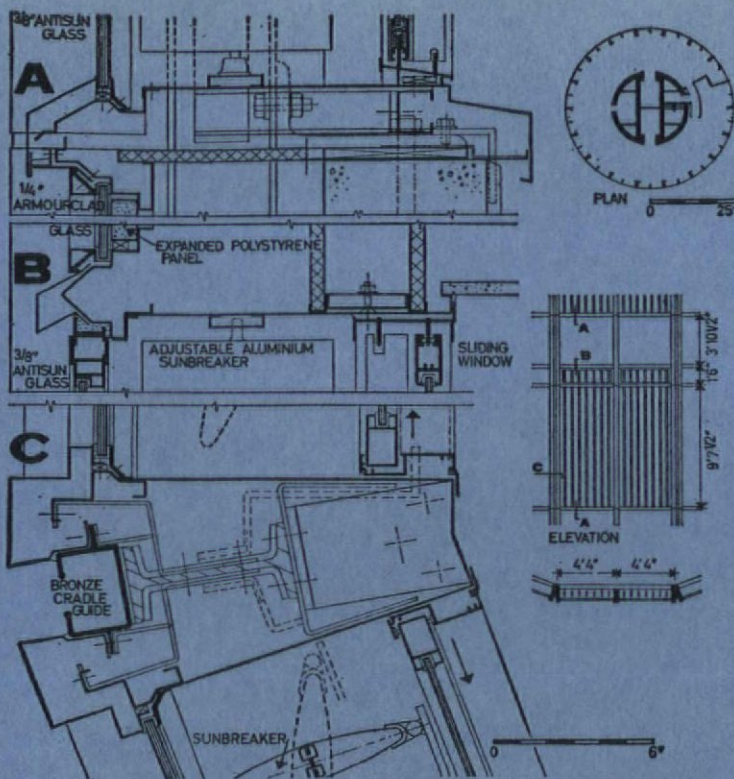 3/8" ANTISUN
GLASS
A
1/4"
ARMOURCLAD
GLASS
EXPANDED POLYSTYRENE
PANEL
B
3/8"
ANTISUN
GLASS
ADJUSTABLE ALUMINIUM
SUNBREAKER
SLIDING
WINDOW
C
BRONZE
CRADLE
GUIDE
SUNBREAKER
0 6"
PLAN
0 25'
A
B
C
A
3'10 1/2"
1'6"
9'7 1/2"
ELEVATION
4'4" 4'4"